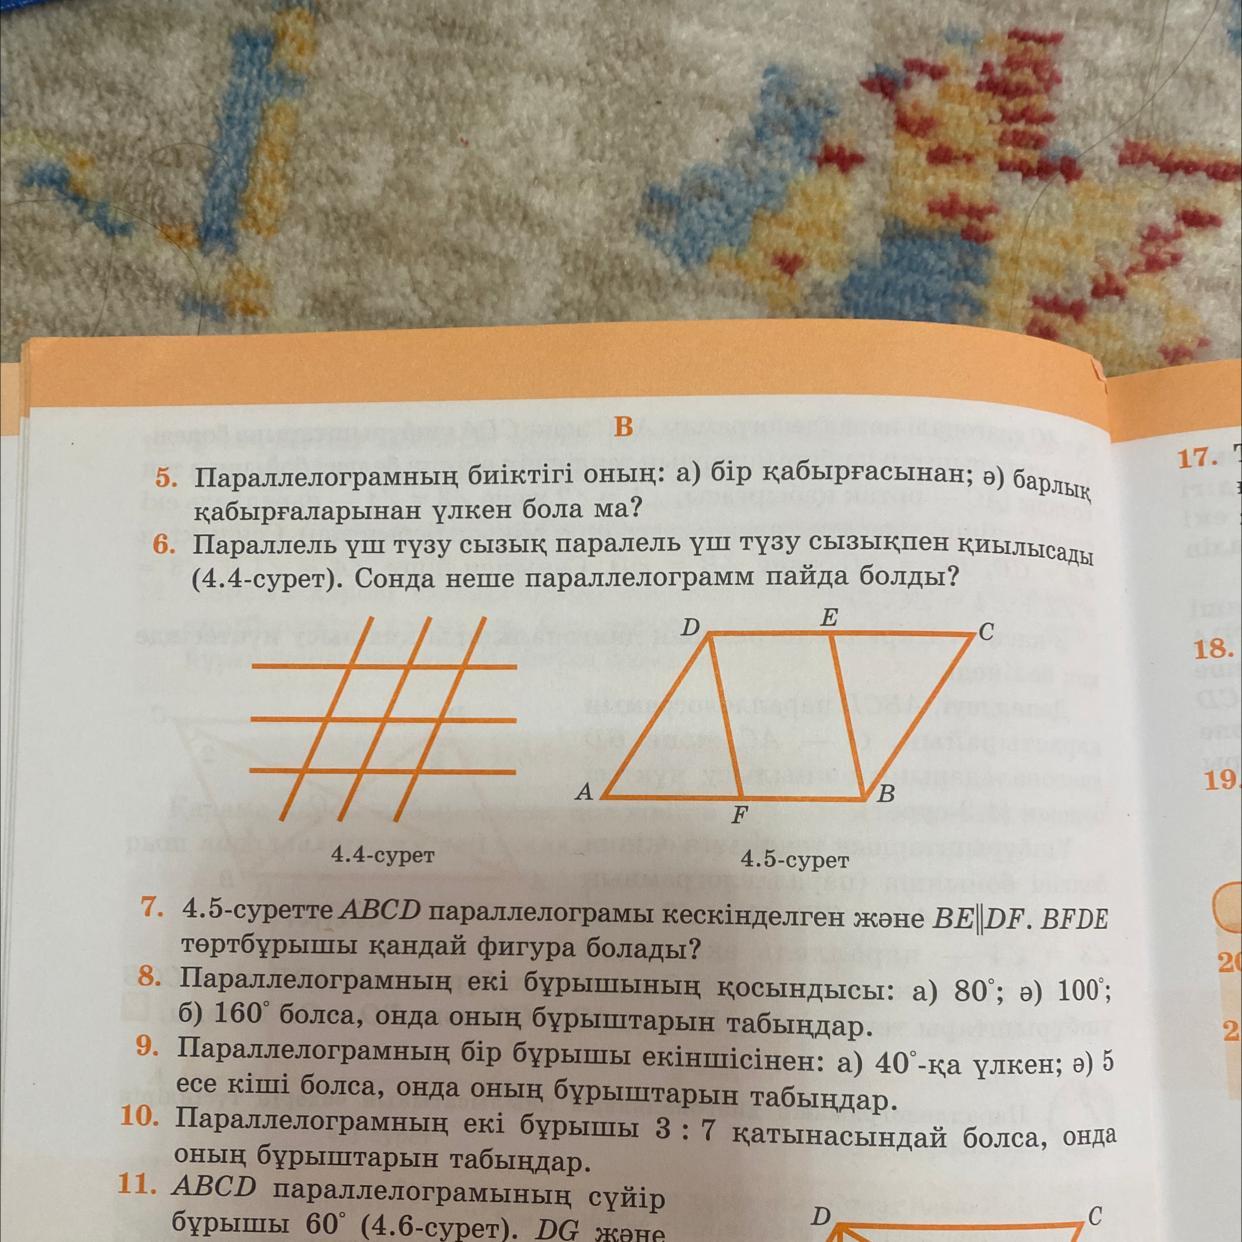 В
5. Параллелограмның биіктігі оның: а) бір қабырғасынан; ә) барлық
қабырғаларынан үлкен бола ма?
6. Параллель үш түзу сызық паралель үш түзу сызықпен қиылысады
(4.4-сурет). Сонда неше параллелограмм пайда болды?
D E C
A F B
4.4-сурет
4.5-сурет
7. 4.5-суретте ABCD параллелограмы кескінделген және BE||DF. BFDE
төртбұрышы қандай фигура болады?
8. Параллелограмның екі бұрышының қосындысы: а) 80°; ә) 100°;
б) 160° болса, онда оның бұрыштарын табыңдар.
9. Параллелограмның бір бұрышы екіншісінен: а) 40°-қа үлкен; ә) 5
есе кіші болса, онда оның бұрыштарын табыңдар.
10. Параллелограмның екі бұрышы 3 : 7 қатынасындай болса, онда
оның бұрыштарын табыңдар.
11. ABCD параллелограмының сүйір
бұрышы 60° (4.6-сурет). DG және
D C
17.
18.
19.